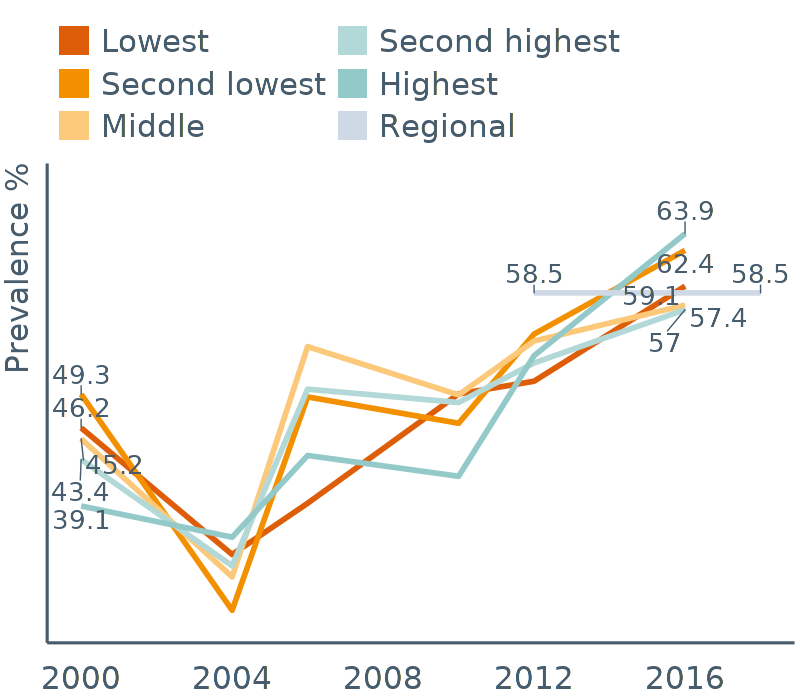 Lowest
Second highest
Second lowest
Highest
Middle
Regional
Prevalence %
63.9
62.4
58.5
58.5
59.1
57.4
57
49.3
46.2
45.2
43.4
39.1
2000 2004 2008 2012 2016